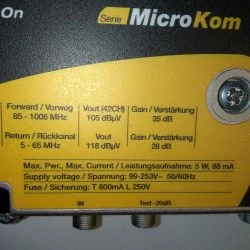 On
Serie MicroKom
Forward / Vorweg Vout (42CH) Gain / Verstärkung
85 - 1006 MHz 105 dBµV 35 dB
Return / Rückkanal Vout Gain / Verstärkung
5 - 65 MHz 118 dBµV 28 dB
Max. Pwr., Max. Current / Leistungsaufnahme: 5 W, 88 mA
Supply voltage / Spannung: 99-253V~ 50/60Hz
Fuse / Sicherung: T 800mA L 250V
IN Test -20dB